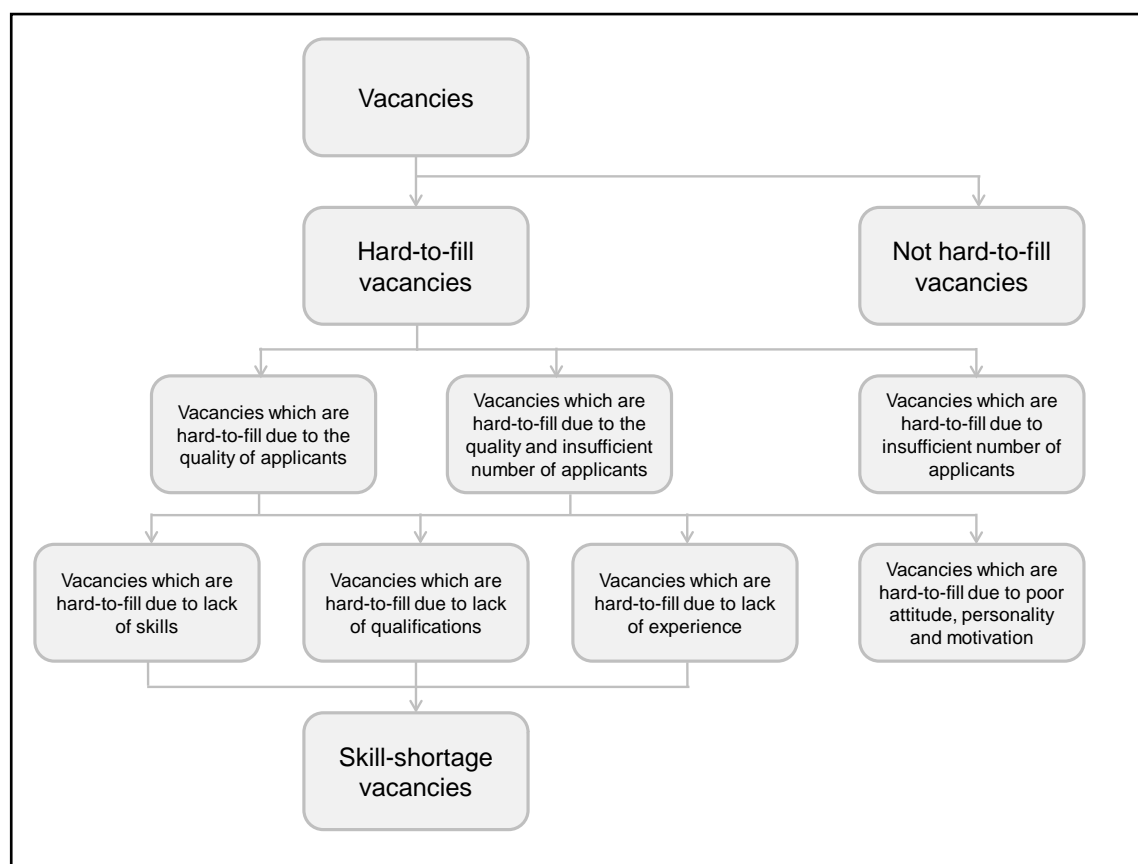 Vacancies
Hard-to-fill
vacancies
Not hard-to-fill
vacancies
Vacancies which are
hard-to-fill due to the
quality of applicants
Vacancies which are
hard-to-fill due to the
quality and insufficient
number of applicants
Vacancies which are
hard-to-fill due to
insufficient number of
applicants
Vacancies which are
hard-to-fill due to lack
of skills
Vacancies which are
hard-to-fill due to lack
of qualifications
Vacancies which are
hard-to-fill due to lack
of experience
Vacancies which are
hard-to-fill due to poor
attitude, personality
and motivation
Skill-shortage
vacancies